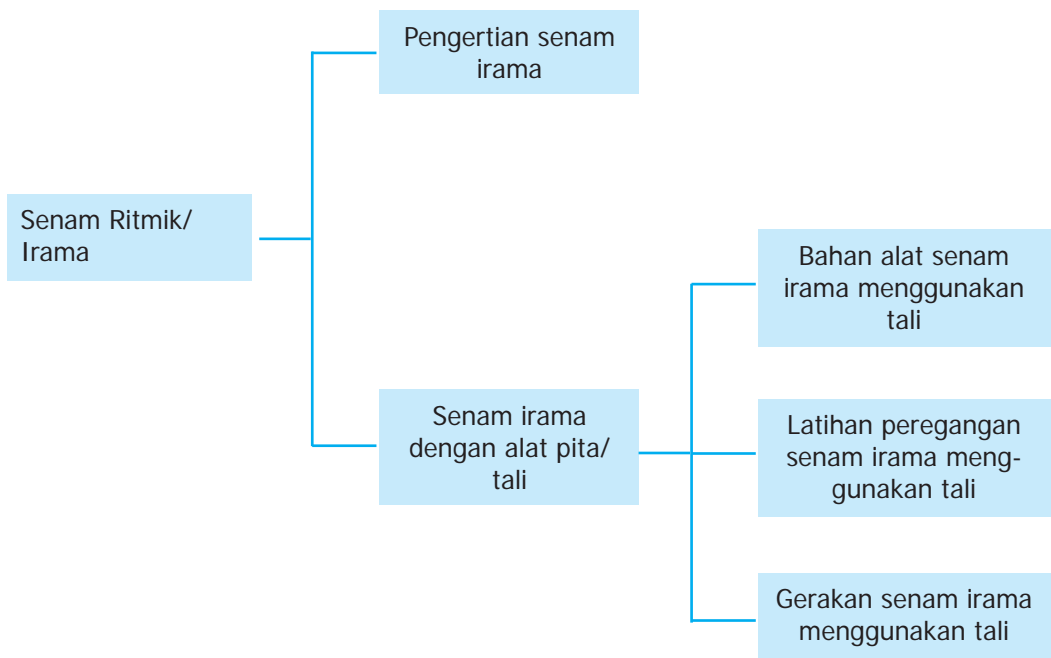 Pengertian senam
irama
Senam Ritmik/
Irama
Senam irama
dengan alat pita/
tali
Bahan alat senam
irama menggunakan
tali
Latihan peregangan
senam irama meng-
gunakan tali
Gerakan senam irama
menggunakan tali